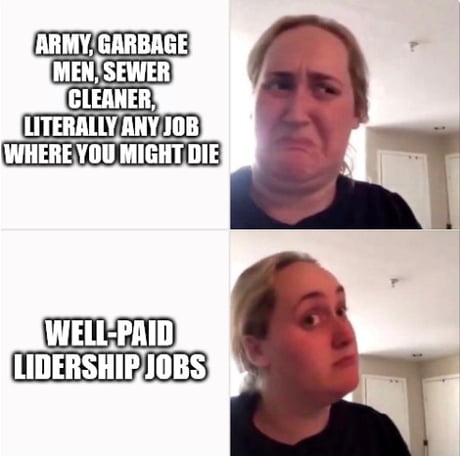 ARMY, GARBAGE
MEN, SEWER
CLEANER,
LITERALLY ANY JOB
WHERE YOU MIGHT DIE
WELL-PAID
LIDERSHIP JOBS